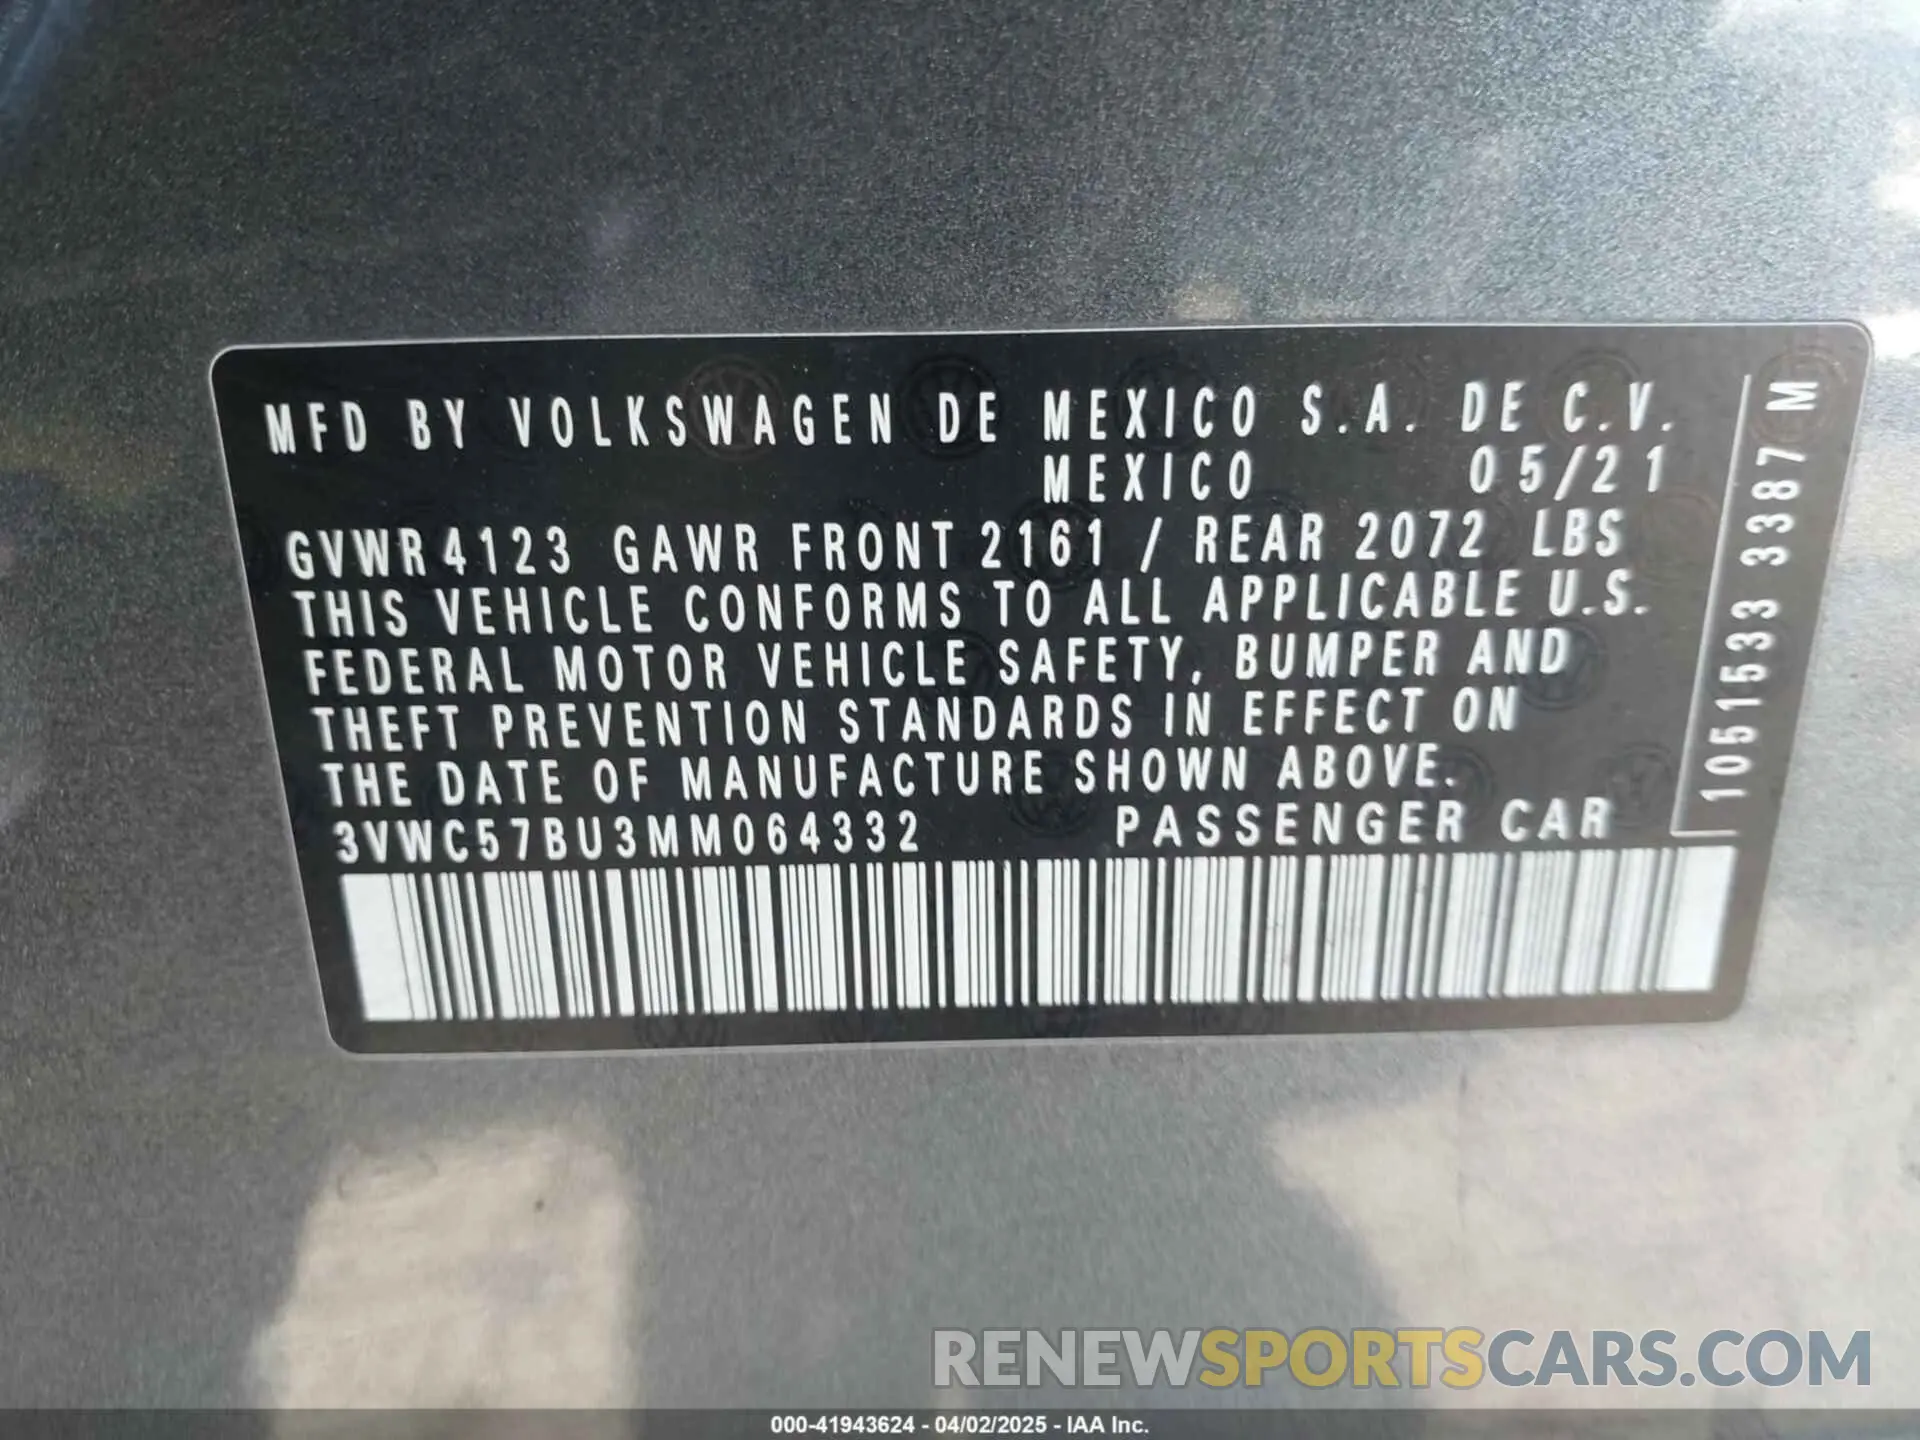 MFD BY VOLKSWAGEN DE MEXICO S.A. DE C.V.
MEXICO 05/21
GVWR 4123 GAWR FRONT 2161 / REAR 2072 LBS
THIS VEHICLE CONFORMS TO ALL APPLICABLE U.S.
FEDERAL MOTOR VEHICLE SAFETY, BUMPER AND
THEFT PREVENTION STANDARDS IN EFFECT ON
THE DATE OF MANUFACTURE SHOWN ABOVE.
3VWC57BU3MM064332 PASSENGER CAR
1051533 3387 M
RENEWSPORTSCARS.COM
000-41943624 - 04/02/2025 - IAA Inc.